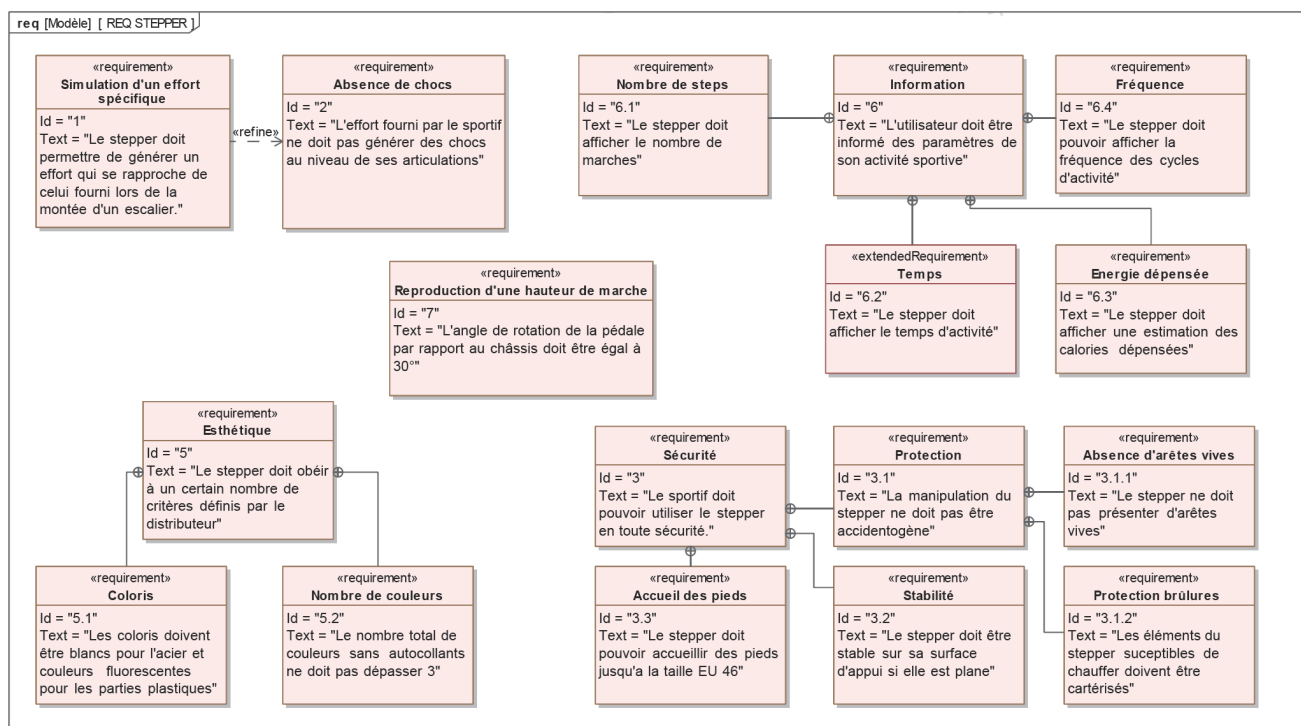 req [Modèle] [ REQ STEPPER ]
«requirement»
Simulation d'un effort
spécifique
Id = "1"
Text = "Le stepper doit
permettre de générer un
effort qui se rapproche de
celui fourni lors de la
montée d'un escalier."
«refine»
«requirement»
Absence de chocs
Id = "2"
Text = "L'effort fourni par le sportif
ne doit pas générer des chocs
au niveau de ses articulations"
«requirement»
Nombre de steps
Id = "6.1"
Text = "Le stepper doit
afficher le nombre de
marches"
«requirement»
Information
Id = "6"
Text = "L'utilisateur doit être
informé des paramètres de
son activité sportive"
«requirement»
Fréquence
Id = "6.4"
Text = "Le stepper doit
pouvoir afficher la
fréquence des cycles
d'activité"
«extendedRequirement»
Temps
Id = "6.2"
Text = "Le stepper doit
afficher le temps d'activité"
«requirement»
Energie dépensée
Id = "6.3"
Text = "Le stepper doit
afficher une estimation des
calories dépensées"
«requirement»
Reproduction d'une hauteur de marche
Id = "7"
Text = "L'angle de rotation de la pédale
par rapport au châssis doit être égal à
30°"
«requirement»
Esthétique
Id = "5"
Text = "Le stepper doit obéir
à un certain nombre de
critères définis par le
distributeur"
«requirement»
Coloris
Id = "5.1"
Text = "Les coloris doivent
être blancs pour l'acier et
couleurs fluorescentes
pour les parties plastiques"
«requirement»
Nombre de couleurs
Id = "5.2"
Text = "Le nombre total de
couleurs sans autocollants
ne doit pas dépasser 3"
«requirement»
Sécurité
Id = "3"
Text = "Le sportif doit
pouvoir utiliser le stepper
en toute sécurité."
«requirement»
Protection
Id = "3.1"
Text = "La manipulation du
stepper ne doit pas être
accidentogène"
«requirement»
Absence d'arêtes vives
Id = "3.1.1"
Text = "Le stepper ne doit
pas présenter d'arêtes
vives"
«requirement»
Accueil des pieds
Id = "3.3"
Text = "Le stepper doit
pouvoir accueillir des pieds
jusqu'a la taille EU 46"
«requirement»
Stabilité
Id = "3.2"
Text = "Le stepper doit être
stable sur sa surface
d'appui si elle est plane"
«requirement»
Protection brûlures
Id = "3.1.2"
Text = "Les éléments du
stepper suceptibles de
chauffer doivent être
cartérisés"